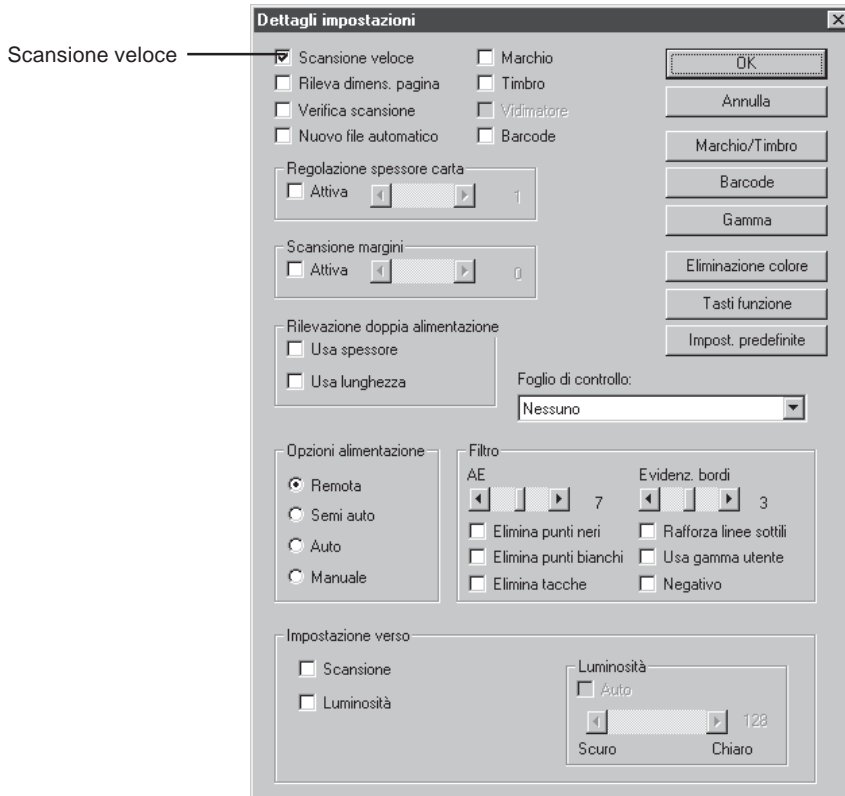 Dettagli impostazioni
Scansione veloce
Scansione veloce
Marchio
Rileva dimens. pagina
Timbro
Verifica scansione
Vidimatore
Nuovo file automatico
Barcode
OK
Annulla
Marchio/Timbro
Barcode
Gamma
Eliminazione colore
Tasti funzione
Impost. predefinite
Regolazione spessore carta
Attiva 1
Scansione margini
Attiva 0
Rilevazione doppia alimentazione
Usa spessore
Usa lunghezza
Foglio di controllo:
Nessuno
Opzioni alimentazione
Remota
Semi auto
Auto
Manuale
Filtro
AE
7
Evidenz. bordi
3
Elimina punti neri
Rafforza linee sottili
Elimina punti bianchi
Usa gamma utente
Elimina tacche
Negativo
Impostazione verso
Scansione
Luminosità
Luminosità
Auto
128
Scuro Chiaro